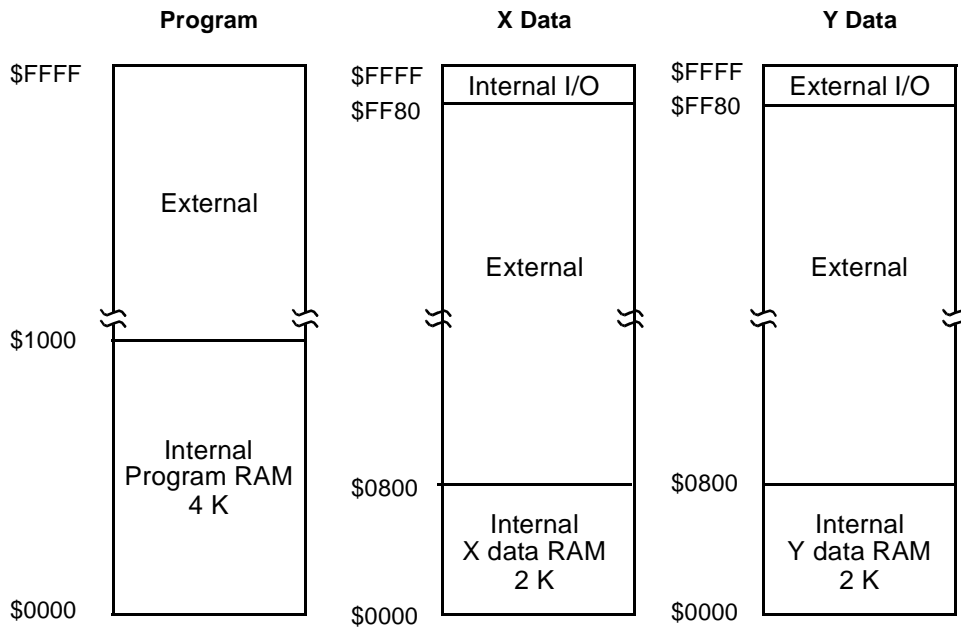 Program
$FFFF
External
$1000
Internal
Program RAM
4 K
$0000
X Data
$FFFF
Internal I/O
$FF80
External
$0800
Internal
X data RAM
2 K
$0000
Y Data
$FFFF
External I/O
$FF80
External
$0800
Internal
Y data RAM
2 K
$0000